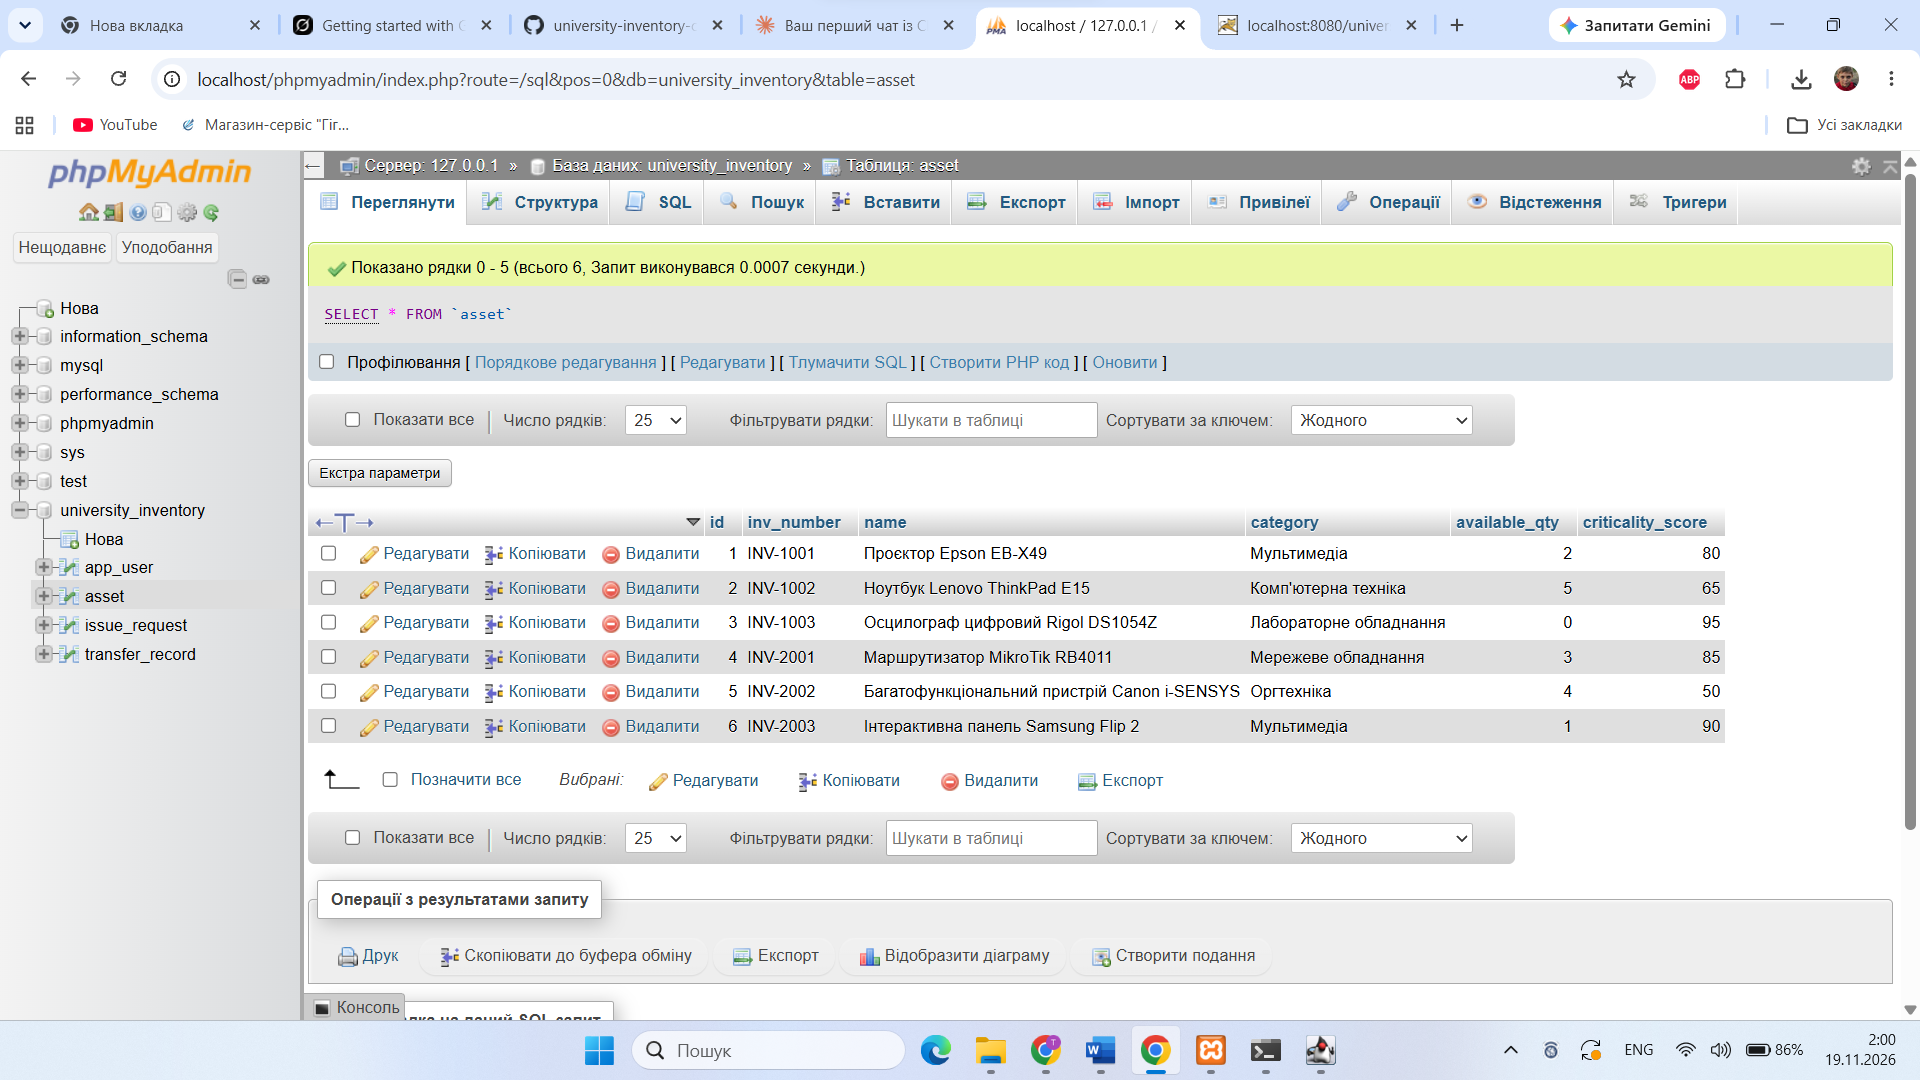 Нова вкладка
Getting started with
university-inventory-
Ваш перший чат із C
localhost / 127.0.0.1 /
localhost:8080/univer
Запитати Gemini
localhost/phpmyadmin/index.php?route=/sql&pos=0&db=university_inventory&table=asset
ABP
YouTube
Магазин-сервіс "Гіг...
Усі закладки
phpMyAdmin
Нещодавнє Уподобання
Нова
information_schema
mysql
performance_schema
phpmyadmin
sys
test
university_inventory
Нова
app_user
asset
issue_request
transfer_record
Сервер: 127.0.0.1 » База даних: university_inventory » Таблиця: asset
Переглянути Структура SQL Пошук Вставити Експорт Імпорт Привілеї Операції Відстеження Тригери
Показано рядки 0 - 5 (всього 6, Запит виконувався 0.0007 секунди.)
SELECT * FROM `asset`
Профілювання [ Порядкове редагування ] [ Редагувати ] [ Тлумачити SQL ] [ Створити PHP код ] [ Оновити ]
Показати все Число рядків: 25 Фільтрувати рядки: Шукати в таблиці Сортувати за ключем: Жодного
Екстра параметри
id inv_number name category available_qty criticality_score
Редагувати Копіювати Видалити 1 INV-1001 Проєктор Epson EB-X49 Мультимедіа 2 80
Редагувати Копіювати Видалити 2 INV-1002 Ноутбук Lenovo ThinkPad E15 Комп'ютерна техніка 5 65
Редагувати Копіювати Видалити 3 INV-1003 Осцилограф цифровий Rigol DS1054Z Лабораторне обладнання 0 95
Редагувати Копіювати Видалити 4 INV-2001 Маршрутизатор MikroTik RB4011 Мережеве обладнання 3 85
Редагувати Копіювати Видалити 5 INV-2002 Багатофункціональний пристрій Canon i-SENSYS Оргтехніка 4 50
Редагувати Копіювати Видалити 6 INV-2003 Інтерактивна панель Samsung Flip 2 Мультимедіа 1 90
Позначити все Вибрані: Редагувати Копіювати Видалити Експорт
Показати все Число рядків: 25 Фільтрувати рядки: Шукати в таблиці Сортувати за ключем: Жодного
Операції з результатами запиту
Друк Скопіювати до буфера обміну Експорт Відобразити діаграму Створити подання
Консоль
на даний SQL запит
Пошук
ENG
86%
2:00
19.11.2026